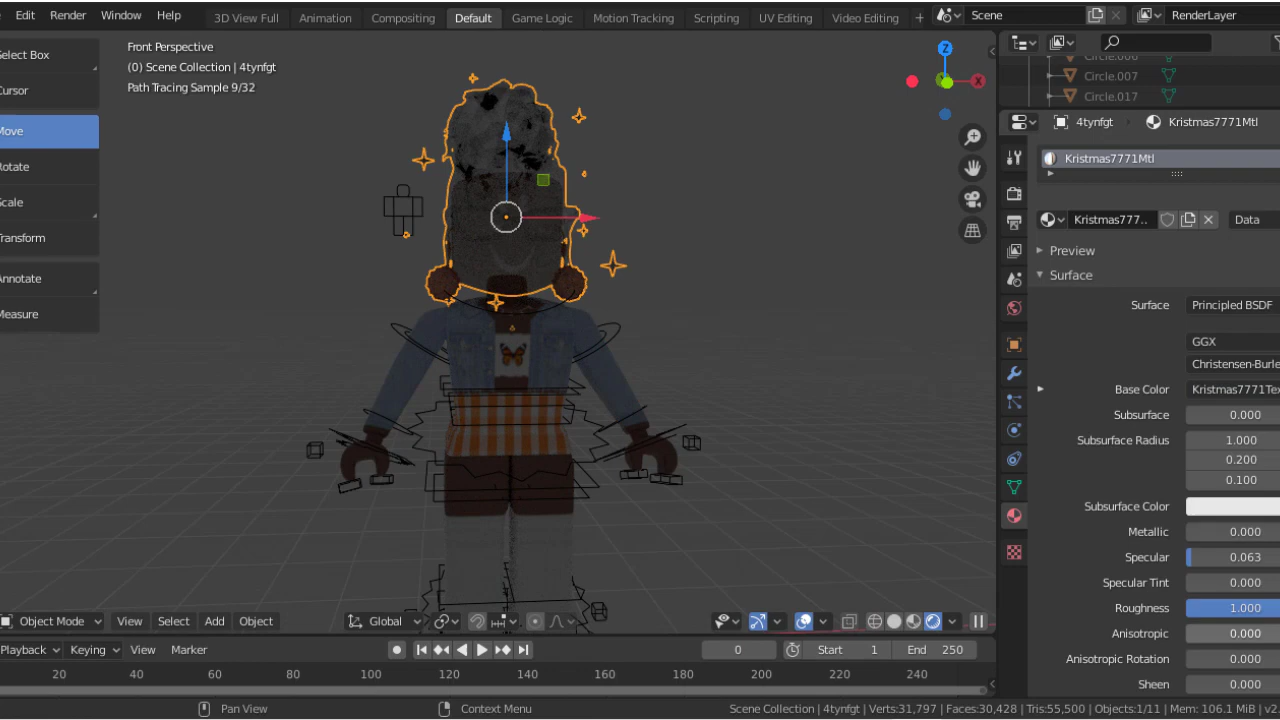 Edit Render Window Help 3D View Full Animation Compositing Default Game Logic Motion Tracking Scripting UV Editing Video Editing + Scene RenderLayer
Select Box
Cursor
Move
Rotate
Scale
Transform
Annotate
Measure
Front Perspective
(0) Scene Collection | 4tynfgt
Path Tracing Sample 9/32
Z
X
Circle.006
Circle.007
Circle.017
4tynfgt Kristmas7771Mtl
Kristmas7771Mtl
Kristmas777.. Data
Preview
Surface
Surface Principled BSDF
GGX
Christensen-Burle
Base Color Kristmas7771Tex
Subsurface 0.000
Subsurface Radius 1.000
0.200
0.100
Subsurface Color
Metallic 0.000
Specular 0.063
Specular Tint 0.000
Roughness 1.000
Anisotropic 0.000
Anisotropic Rotation 0.000
Sheen 0.000
Object Mode View Select Add Object Global
Playback Keying View Marker 0 Start 1 End 250
20 40 60 80 100 120 140 160 180 200 220 240
Pan View Context Menu Scene Collection | 4tynfgt | Verts:31,797 | Faces:30,428 | Tris:55,500 | Objects:1/11 | Mem: 106.1 MiB | v2.